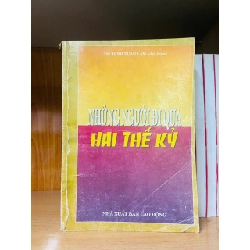 NHỮNG NGƯỜI ĐI QUA
HAI THẾ KỶ
NHÀ XUẤT BẢN LAO ĐỘNG